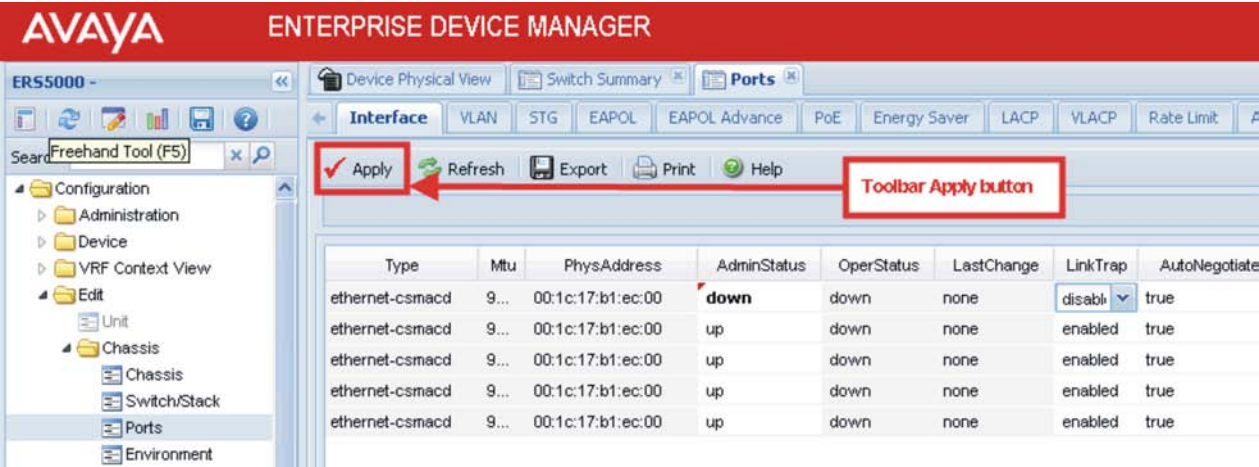 AVAYA ENTERPRISE DEVICE MANAGER
ERS5000 -
Freehand Tool (F5)
Configuration
Administration
Device
VRF Context View
Edit
Unit
Chassis
Chassis
Switch/Stack
Ports
Environment
Device Physical View Switch Summary Ports
Interface VLAN STG EAPOL EAPOL Advance PoE Energy Saver LACP VLACP Rate Limit
Apply Refresh Export Print Help
Toolbar Apply button
Type Mtu PhysAddress AdminStatus OperStatus LastChange LinkTrap AutoNegotiate
ethernet-csmacd 9... 00:1c:17:b1:ec:00 down down none disabl true
ethernet-csmacd 9... 00:1c:17:b1:ec:00 up down none enabled true
ethernet-csmacd 9... 00:1c:17:b1:ec:00 up down none enabled true
ethernet-csmacd 9... 00:1c:17:b1:ec:00 up down none enabled true
ethernet-csmacd 9... 00:1c:17:b1:ec:00 up down none enabled true